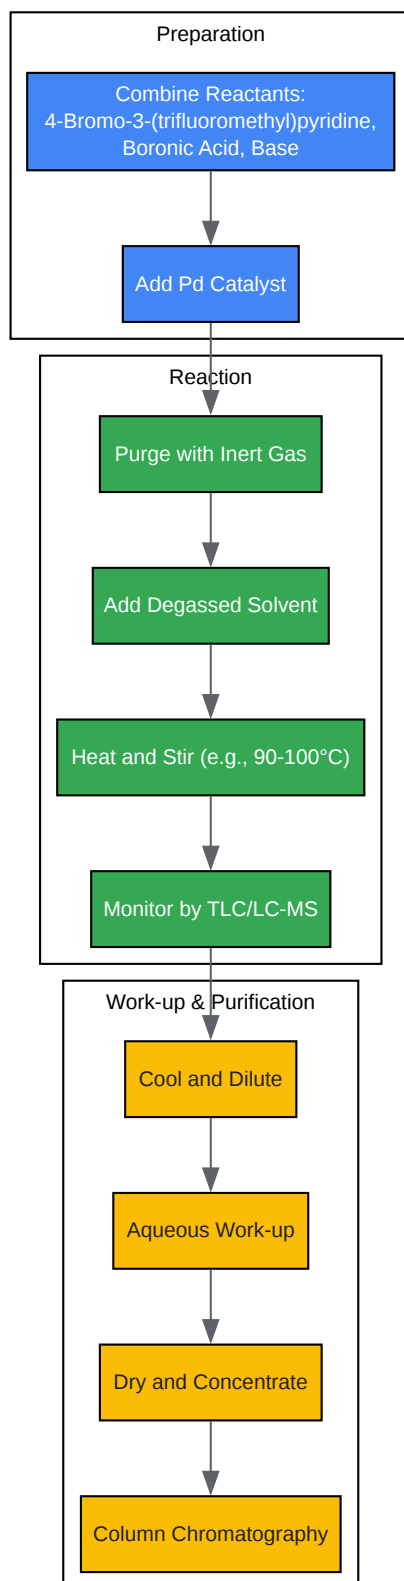 Preparation
Combine Reactants:
4-Bromo-3-(trifluoromethyl)pyridine,
Boronic Acid, Base
Add Pd Catalyst
Reaction
Purge with Inert Gas
Add Degassed Solvent
Heat and Stir (e.g., 90-100°C)
Monitor by TLC/LC-MS
Work-up & Purification
Cool and Dilute
Aqueous Work-up
Dry and Concentrate
Column Chromatography